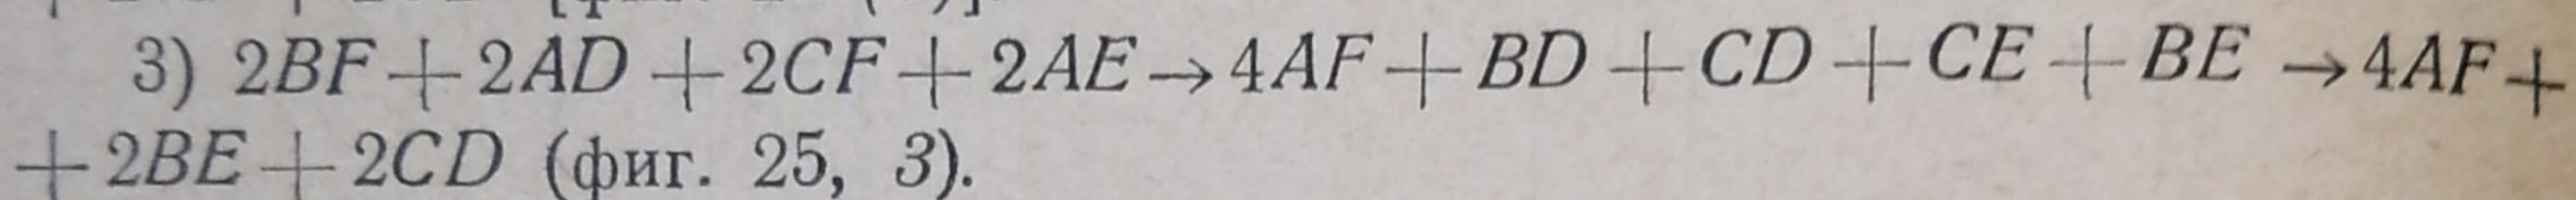 3) 2BF+2AD+2CF+2AE→4AF+BD+CD+CE+BE→4AF+
+2BE+2CD (фиг. 25, 3).